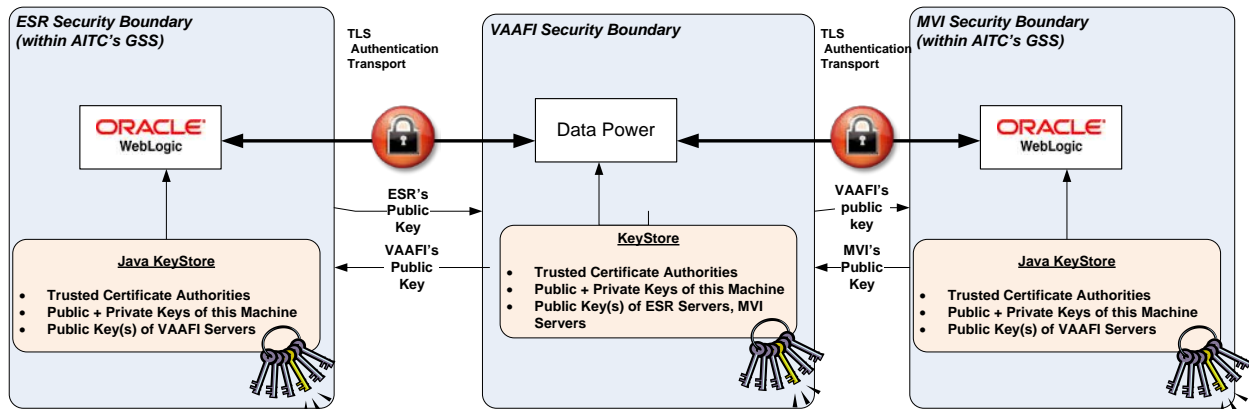 ESR Security Boundary
(within AITC's GSS)
ORACLE®
WebLogic
Java KeyStore
• Trusted Certificate Authorities
• Public + Private Keys of this Machine
• Public Key(s) of VAAFI Servers
TLS
Authentication
Transport
ESR's
Public
Key
VAAFI's
Public
Key
VAAFI Security Boundary
Data Power
KeyStore
• Trusted Certificate Authorities
• Public + Private Keys of this Machine
• Public Key(s) of ESR Servers, MVI
Servers
TLS
Authentication
Transport
VAAFI's
public
key
MVI's
Public
Key
MVI Security Boundary
(within AITC's GSS)
ORACLE®
WebLogic
Java KeyStore
• Trusted Certificate Authorities
• Public + Private Keys of this Machine
• Public Key(s) of VAAFI Servers